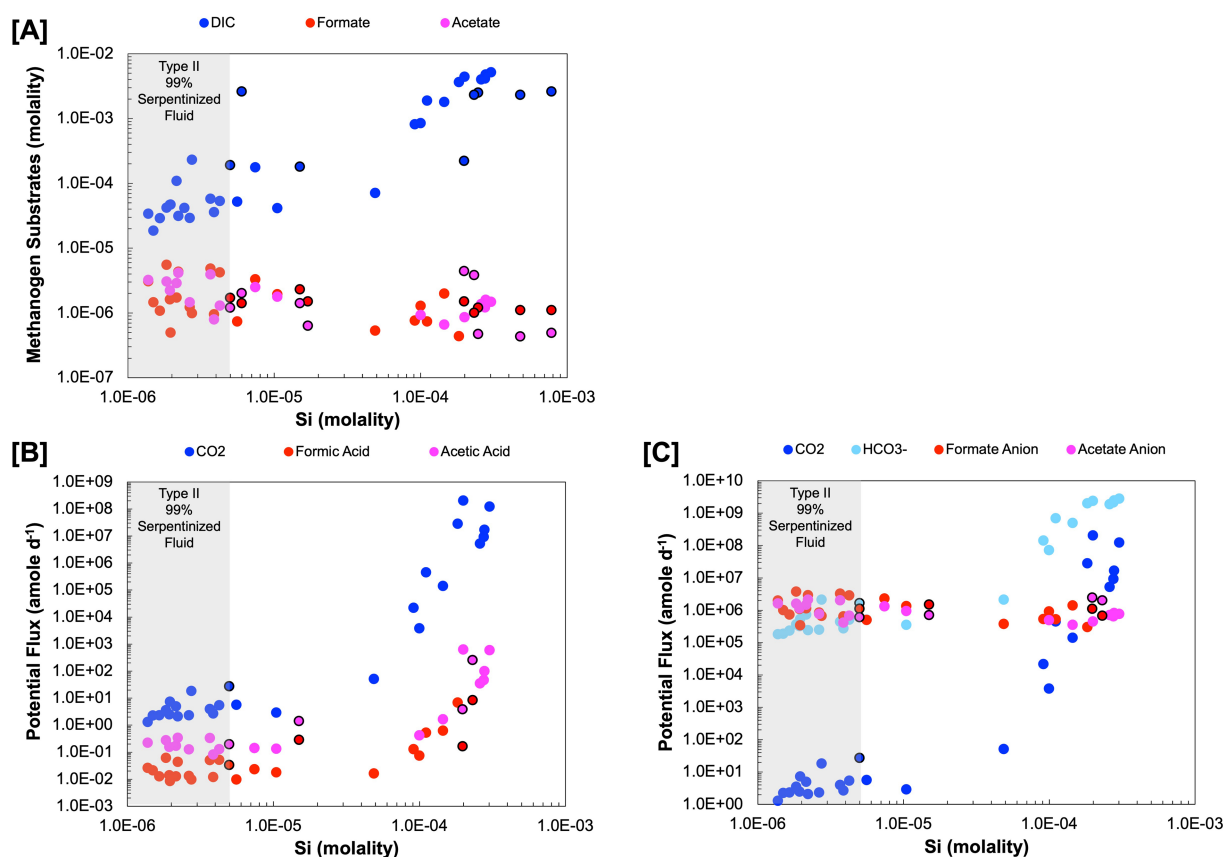 [A]
DIC Formate Acetate
Methanogen Substrates (molality)
1.0E-02
1.0E-03
1.0E-04
1.0E-05
1.0E-06
1.0E-07
Type II
99%
Serpentinized
Fluid
1.0E-06 1.0E-05 1.0E-04 1.0E-03
Si (molality)
[B]
CO2 Formic Acid Acetic Acid
Potential Flux (amole d-1)
1.0E+09
1.0E+08
1.0E+07
1.0E+06
1.0E+05
1.0E+04
1.0E+03
1.0E+02
1.0E+01
1.0E+00
1.0E-01
1.0E-02
1.0E-03
Type II
99%
Serpentinized
Fluid
1.0E-06 1.0E-05 1.0E-04 1.0E-03
Si (molality)
[C]
CO2 HCO3- Formate Anion Acetate Anion
Potential Flux (amole d-1)
1.0E+10
1.0E+09
1.0E+08
1.0E+07
1.0E+06
1.0E+05
1.0E+04
1.0E+03
1.0E+02
1.0E+01
1.0E+00
Type II
99%
Serpentinized
Fluid
1.0E-06 1.0E-05 1.0E-04 1.0E-03
Si (molality)